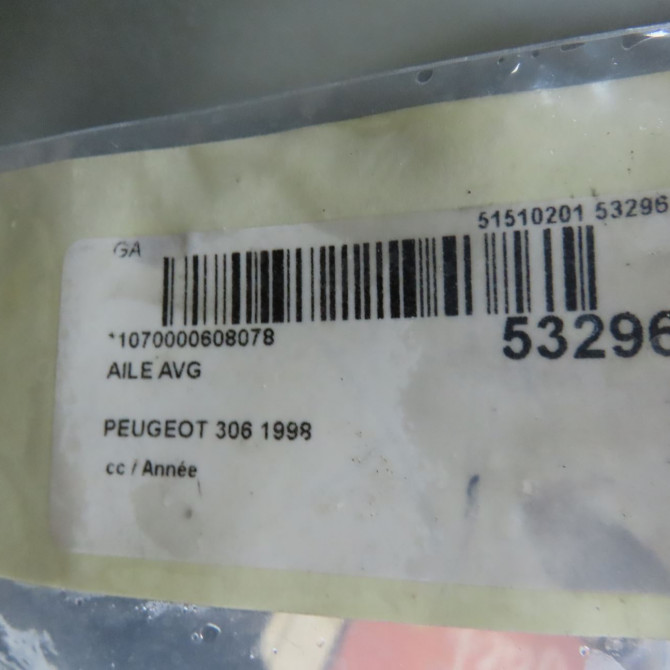 51510201 53296
GA
*1070000608078
53296
AILE AVG
PEUGEOT 306 1998
cc / Année